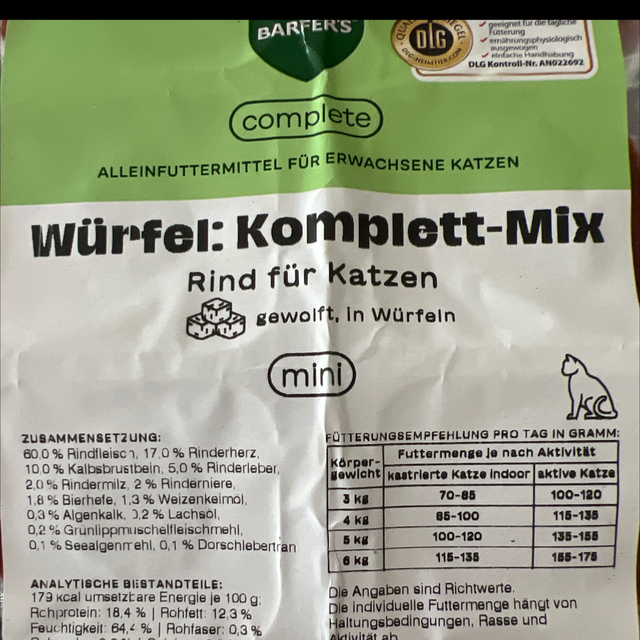 BARFER'S
DLG
geeignet für die tägliche
Fütterung
ernährungsphysiologisch
ausgewogen
einfache Handhabung
DLG Kontroll-Nr. AN022692
complete
ALLEINFUTTERMITTEL FÜR ERWACHSENE KATZEN
Würfel: Komplett-Mix
Rind für Katzen
gewolft, in Würfeln
mini
ZUSAMMENSETZUNG:
60,0 % Rindfleisch, 17,0 % Rinderherz,
10,0 % Kalbsbrustbein, 5,0 % Rinderleber,
2,0 % Rindermilz, 2 % Rinderniere,
1,8 % Bierhefe, 1,3 % Weizenkeimöl,
0,3 % Algenkalk, 0,2 % Lachsöl,
0,2 % Grünlippmuschelfleischmehl,
0,1 % Seealgenmehl, 0,1 % Dorschlebertran
ANALYTISCHE BESTANDTEILE:
179 kcal umsetzbare Energie je 100 g:
Rohprotein: 18,4 % | Rohfett: 12,3 %
Feuchtigkeit: 64,4 % | Rohfaser: 0,3 %
FÜTTERUNGSEMPFEHLUNG PRO TAG IN GRAMM:
Körper-
gewicht
Futtermenge je nach Aktivität
kastrierte Katze indoor aktive Katze
3 kg 70-85 100-120
4 kg 85-100 115-135
5 kg 100-120 135-155
6 kg 115-135 155-175
Die Angaben sind Richtwerte.
Die individuelle Futtermenge hängt von
Haltungsbedingungen, Rasse und
Aktivität ab